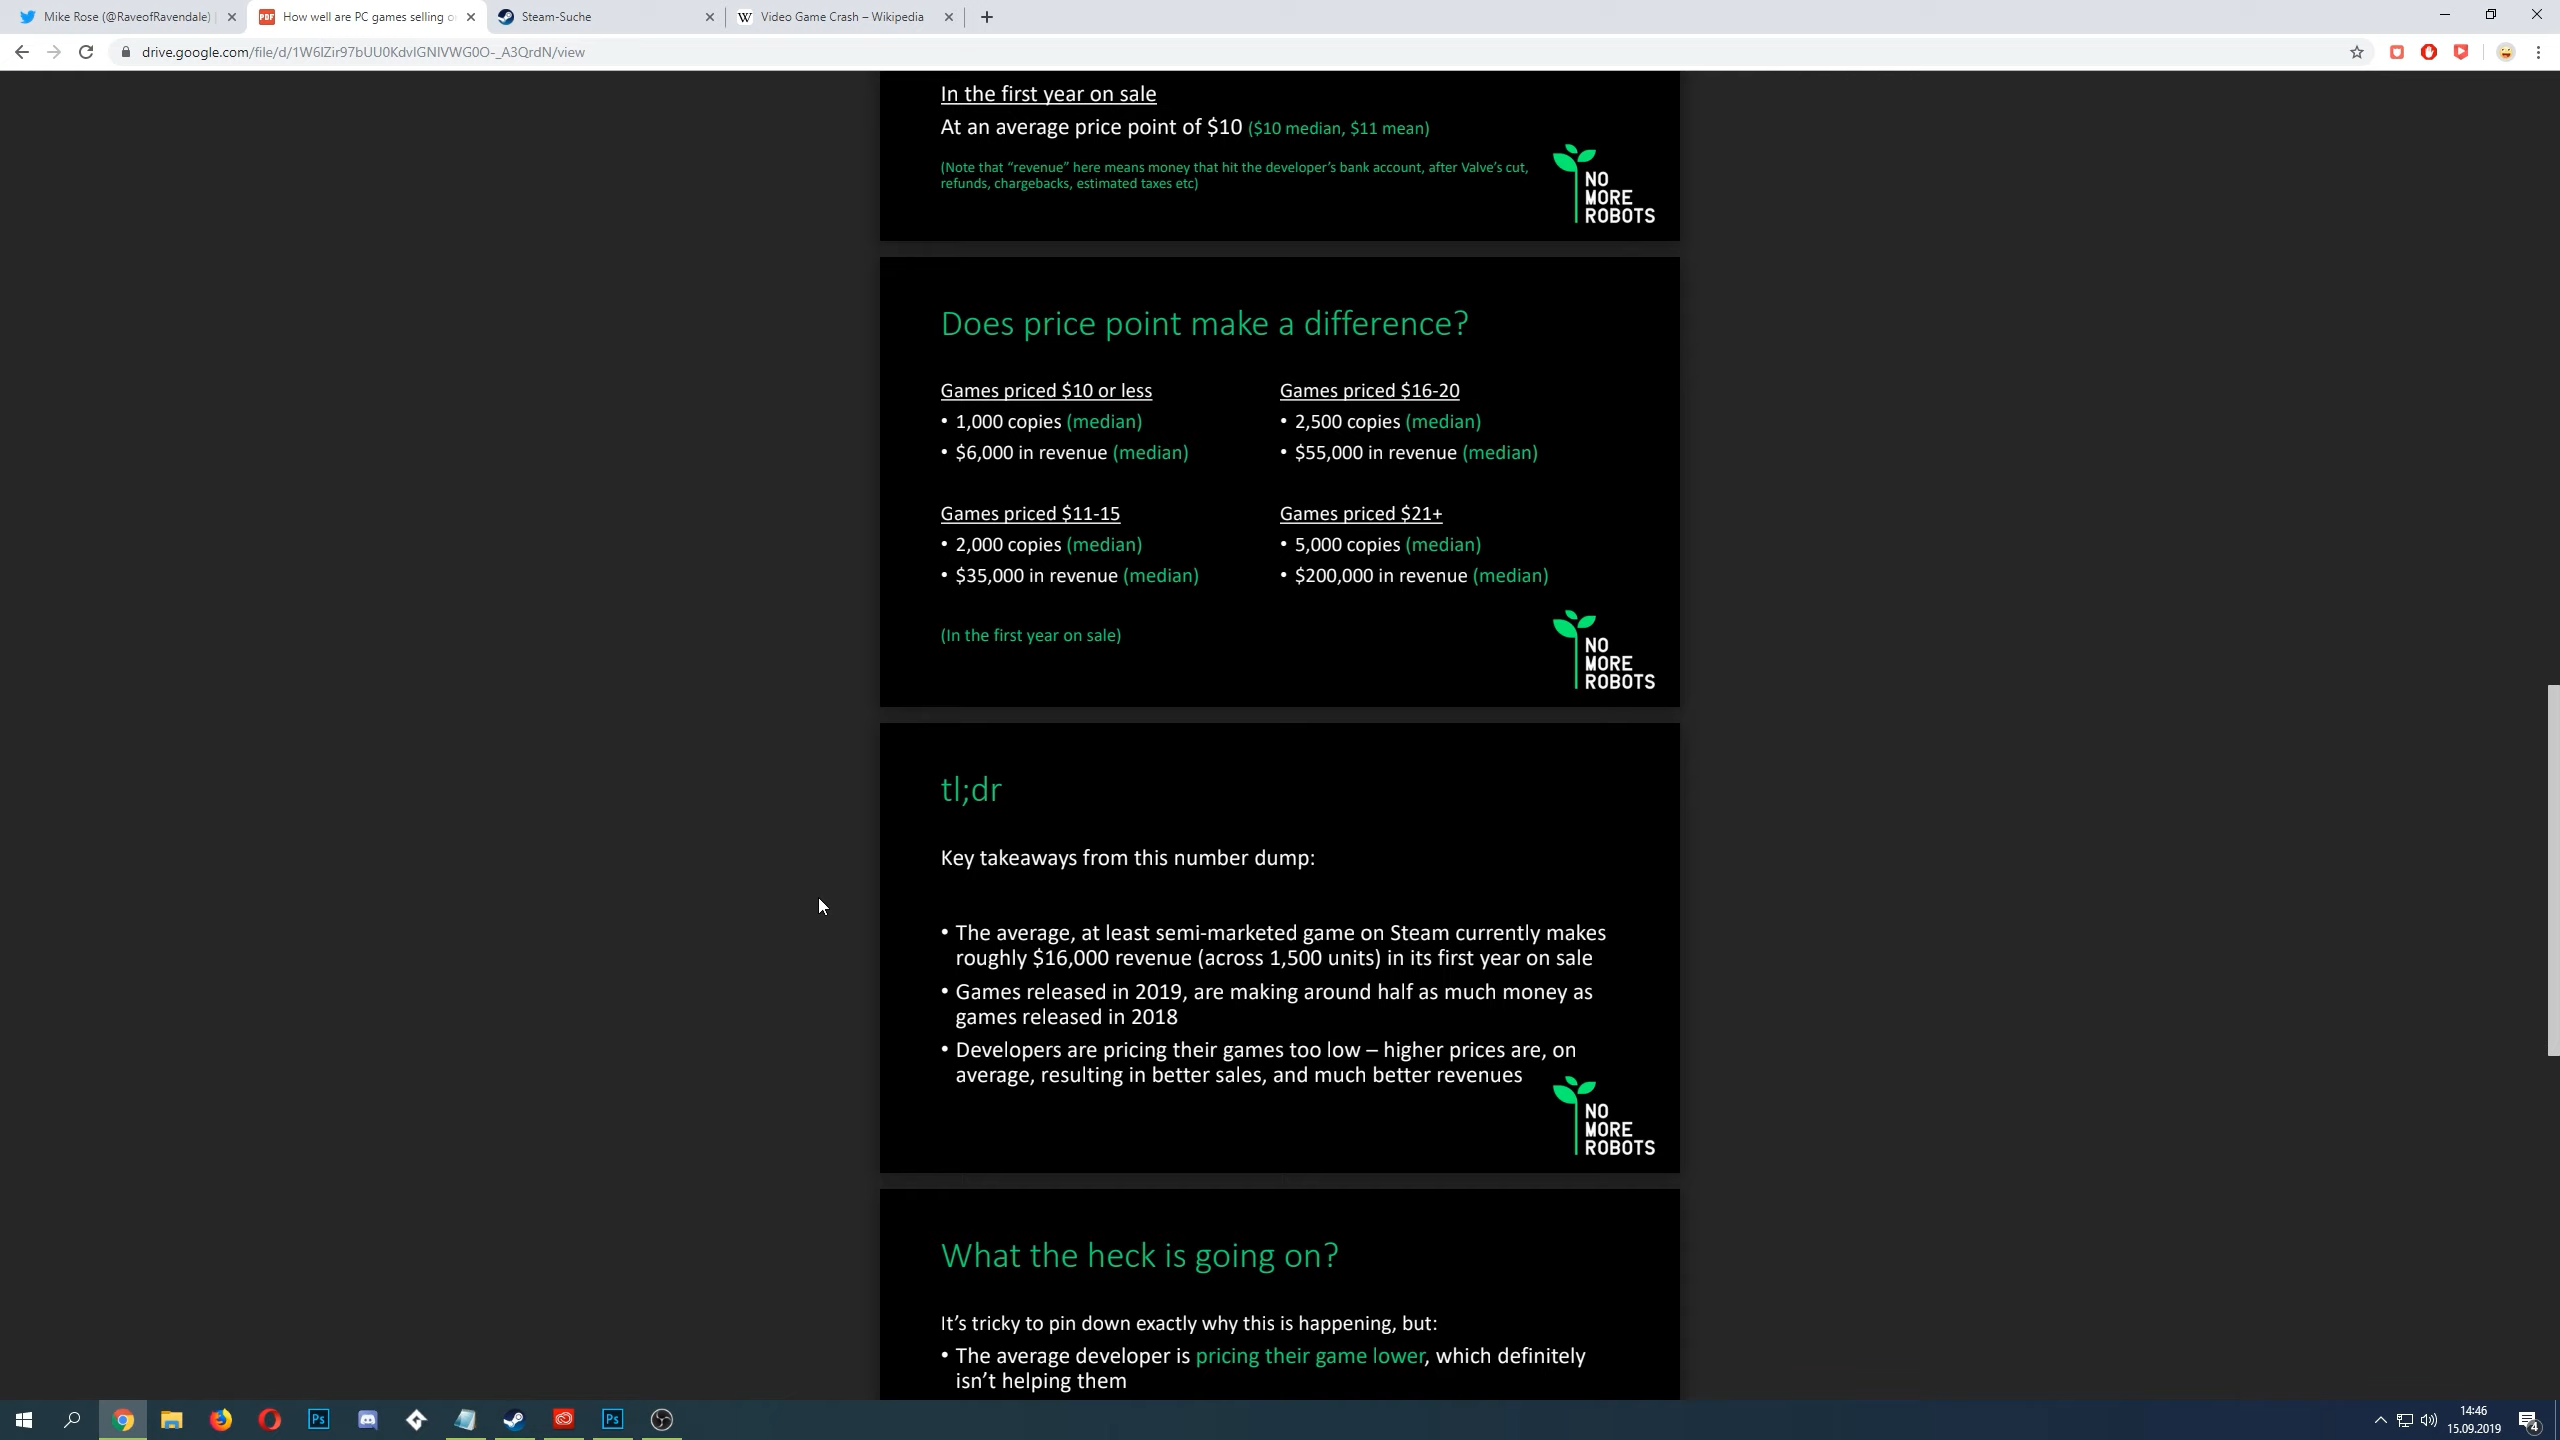 Mike Rose (@RaveofRavendale) |
How well are PC games selling o
Steam-Suche
Video Game Crash – Wikipedia
drive.google.com/file/d/1W6lZir97bUU0KdvIGNIVWG0O-_A3QrdN/view
In the first year on sale
At an average price point of $10 ($10 median, $11 mean)
(Note that “revenue” here means money that hit the developer’s bank account, after Valve’s cut,
refunds, chargebacks, estimated taxes etc)
NO
MORE
ROBOTS
Does price point make a difference?
Games priced $10 or less
• 1,000 copies (median)
• $6,000 in revenue (median)
Games priced $16-20
• 2,500 copies (median)
• $55,000 in revenue (median)
Games priced $11-15
• 2,000 copies (median)
• $35,000 in revenue (median)
Games priced $21+
• 5,000 copies (median)
• $200,000 in revenue (median)
(In the first year on sale)
NO
MORE
ROBOTS
tl;dr
Key takeaways from this number dump:
• The average, at least semi-marketed game on Steam currently makes
roughly $16,000 revenue (across 1,500 units) in its first year on sale
• Games released in 2019, are making around half as much money as
games released in 2018
• Developers are pricing their games too low – higher prices are, on
average, resulting in better sales, and much better revenues
NO
MORE
ROBOTS
What the heck is going on?
It’s tricky to pin down exactly why this is happening, but:
• The average developer is pricing their game lower, which definitely
isn’t helping them
Ps
Ps
14:46
15.09.2019
4